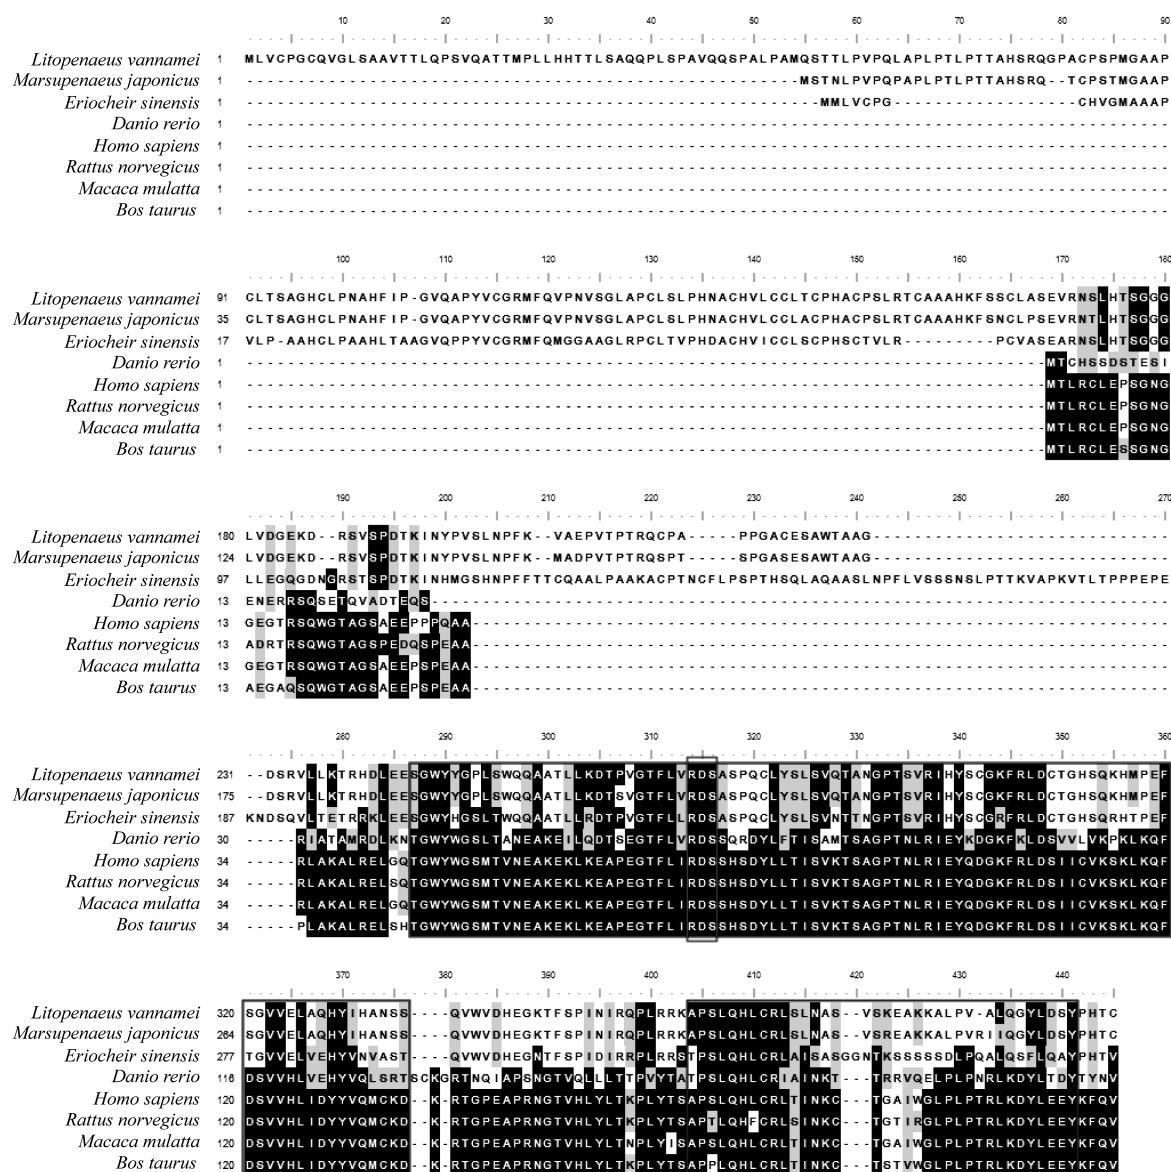 10 20 30 40 50 60 70 80 90
Litopenaeus vannamei 1 MLVCPGCQVGLSAAVTTLQPSVQATTMPLLHHTTLSAQQPLSPAVQQSPALPAMQSTTLPVPQLAPLPTLPTTAHSRQGPACPSPMGAAP
Marsupenaeus japonicus 1 ------------------------------------------------------MSTNLPVPQPAPLPTLPTTAHSRQ--TCPSTMGAAP
Eriocheir sinensis 1 --------------------------------------------------------MMLVCPG------------------CHVGMAAAP
Danio rerio 1 ------------------------------------------------------------------------------------------
Homo sapiens 1 ------------------------------------------------------------------------------------------
Rattus norvegicus 1 ------------------------------------------------------------------------------------------
Macaca mulatta 1 ------------------------------------------------------------------------------------------
Bos taurus 1 ------------------------------------------------------------------------------------------
100 110 120 130 140 150 160 170 180
Litopenaeus vannamei 91 CLTSAGHCLPNAHFIP-GVQAPYVCGRMFQVPNVSGLAPCLSLPHNACHVLCCLTCPHACPSLRTCAAAHKFSSCLASEVRNSLHTSGGG
Marsupenaeus japonicus 35 CLTSAGHCLPNAHFIP-GVQAPYVCGRMFQVPNVSGLAPCLSLPHNACHVLCCLACPHACPSLRTCAAAHKFSNCLPSEVRNTLHTSGGG
Eriocheir sinensis 17 VLP-AAHCLPAAHLTAAGVQPPYVCGRMFQMGGAAGLRPCLTVPHDACHVICCLSCPHSCTVLR---------PCVASEARNSLHTSGGG
Danio rerio 1 ------------------------------------------------------------------------------MTCHSSDSTESI
Homo sapiens 1 ------------------------------------------------------------------------------MTLRCLEPSGNG
Rattus norvegicus 1 ------------------------------------------------------------------------------MTLRCLEPSGNG
Macaca mulatta 1 ------------------------------------------------------------------------------MTLRCLEPSGNG
Bos taurus 1 ------------------------------------------------------------------------------MTLRCLESSGNG
190 200 210 220 230 240 250 260 270
Litopenaeus vannamei 180 LVDGEKD--RSVSPDTKINYPVSLNPFK--VAEPVTPTRQCPA-----PPGACESAWTAAG-----------------------------
Marsupenaeus japonicus 124 LVDGEKD--RSVSPDTKINYPVSLNPFK--MADPVTPTRQSPT-----SPGASESAWTAAG-----------------------------
Eriocheir sinensis 97 LLEGQGDNGRSTSPDTKINHMGSHNPFFTTCQAALPAAKACPTNCFLPSPTHSQLAQAASLNPFLVSSSNSLPTTKVAPKVTLTPPPEPE
Danio rerio 13 ENERRSQSETQVADTEQS------------------------------------------------------------------------
Homo sapiens 13 GEGTRSQWGTAGSAEEPPPQAA--------------------------------------------------------------------
Rattus norvegicus 13 ADRTRSQWGTAGSPEDQSPEAA--------------------------------------------------------------------
Macaca mulatta 13 GEGTRSQWGTAGSAEEPSPEAA--------------------------------------------------------------------
Bos taurus 13 AEGAQSQWGTAGSAEEPSPEAA--------------------------------------------------------------------
260 290 300 310 320 330 340 350 360
Litopenaeus vannamei 231 --DSRVLLKTRHDLEESGWYYGPLSWQQAATLLKDTPVGTFLVRDSASPQCLYSLSVQTANGPTSVRIHYSCGKFRLDCTGHSQKHMPEF
Marsupenaeus japonicus 175 --DSRVLLKTRHDLEESGWYYGPLSWQQAATLLKDTSVGTFLVRDSASPQCLYSLSVQTANGPTSVRIHYSCGKFRLDCTGHSQKHMPEF
Eriocheir sinensis 187 KNDSQVLTETRRKLEESGWYHGSLTWQQAATLLRDTPVGTFLLRDSASPQCLYSLSVNTTNGPTSVRIHYSCGRFRLDCTGHSQRHTPEF
Danio rerio 30 -----RIATAMRDLKNTGWYWGSLTANEAKEILQDTSEGTFLVRDSSQRDYLFTISAMTSAGPTNLRIEYKDGKFKLDSVVLVKPKLKQF
Homo sapiens 34 -----RLAKALRELGQTGWYWGSMTVNEAKEKLKEAPEGTFLIRDSSHSDYLLTISVKTSAGPTNLRIEYQDGKFRLDSIICVKSKLKQF
Rattus norvegicus 34 -----RLAKALRELSQTGWYWGSMTVNEAKEKLKEAPEGTFLIRDSSHSDYLLTISVKTSAGPTNLRIEYQDGKFRLDSIICVKSKLKQF
Macaca mulatta 34 -----RLAKALRELGQTGWYWGSMTVNEAKEKLKEAPEGTFLIRDSSHSDYLLTISVKTSAGPTNLRIEYQDGKFRLDSIICVKSKLKQF
Bos taurus 34 -----PLAKALRELSHTGWYWGSMTVNEAKEKLKEAPEGTFLIRDSSHSDYLLTISVKTSAGPTNLRIEYQDGKFRLDSIICVKSKLKQF
370 360 390 400 410 420 430 440
Litopenaeus vannamei 320 SGVVELAQHYIHANSS----QVWVDHEGKTFSPINIRQPLRRKAPSLQHLCRLSLNAS--VSKEAKKALPV-ALQGYLDSYPHTC
Marsupenaeus japonicus 264 SGVVELAQHYIHANSS----QVWVDHEGKTFSPINIRQPLRRKAPSLQHLCRLSLNAS--VSREAKKALPVRIIQGYLDSYPHTC
Eriocheir sinensis 277 TGVVELVEHYVNVAST----QVWVDHEGNTFSPIDIRRPLRRSTPSLQHLCRLAISASGGNTKSSSSSDLPQALQSFLQAYPHTV
Danio rerio 116 DSVVHLVEHYVQLSRTSCKGRTNQIAPSNGTVQLLLTTPVYTATPSLQHLCRIAINKT---TRRVQELPLPNRLKDYLTDYTYNV
Homo sapiens 120 DSVVHLIDYYVQMCKD--K-RTGPEAPRNGTVHLYLTKPLYTSAPSLQHLCRLTINKC---TGAIWGLPLPTRLKDYLEEYKFQV
Rattus norvegicus 120 DSVVHLIDYYVQMCKD--K-RTGPEAPRNGTVHLYLTKPLYTSAPTLQHFCRLSINKC---TGTIRGLPLPTRLKDYLEEYKFQV
Macaca mulatta 120 DSVVHLIDYYVQMCKD--K-RTGPEAPRNGTVHLYLTNPLYISAPSLQHLCRLTINKC---TGAIWGLPLPTRLKDYLEEYKFQV
Bos taurus 120 DSVVHLIDYYVQMCKD--K-RTGPEAPRNGTVHLYLTKPLYTSAPPLQHLCRLTINKC---TSTVWGLPLPTRLKDYLEEYKFQV